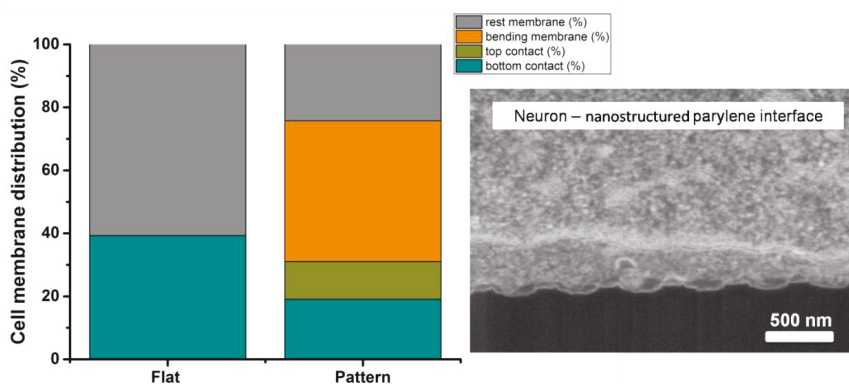 rest membrane (%)
bending membrane (%)
top contact (%)
bottom contact (%)
Cell membrane distribution (%)
100
80
60
40
20
0
Flat
Pattern
Neuron – nanostructured parylene interface
500 nm